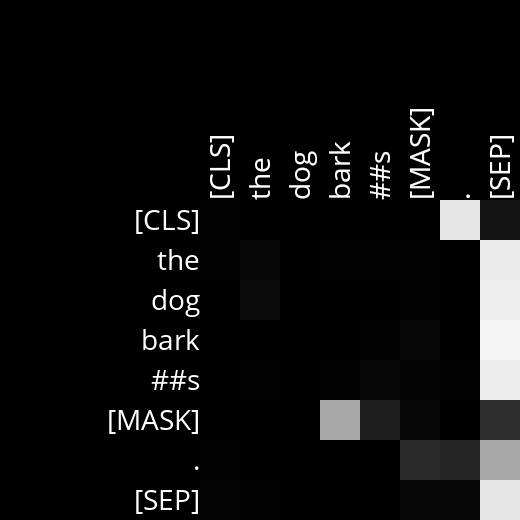 [CLS] the dog bark ##s [MASK] . [SEP]
[CLS]
the
dog
bark
##s
[MASK]
.
[SEP]